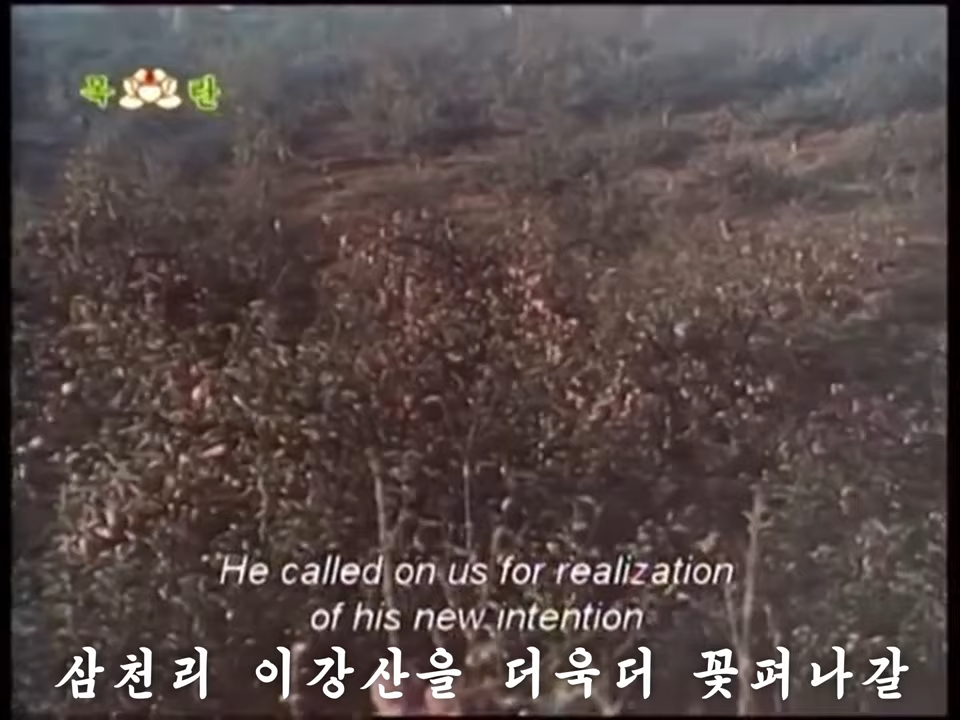 목란
He called on us for realization
of his new intention
삼천리 이강산을 더욱더 꽃펴나갈